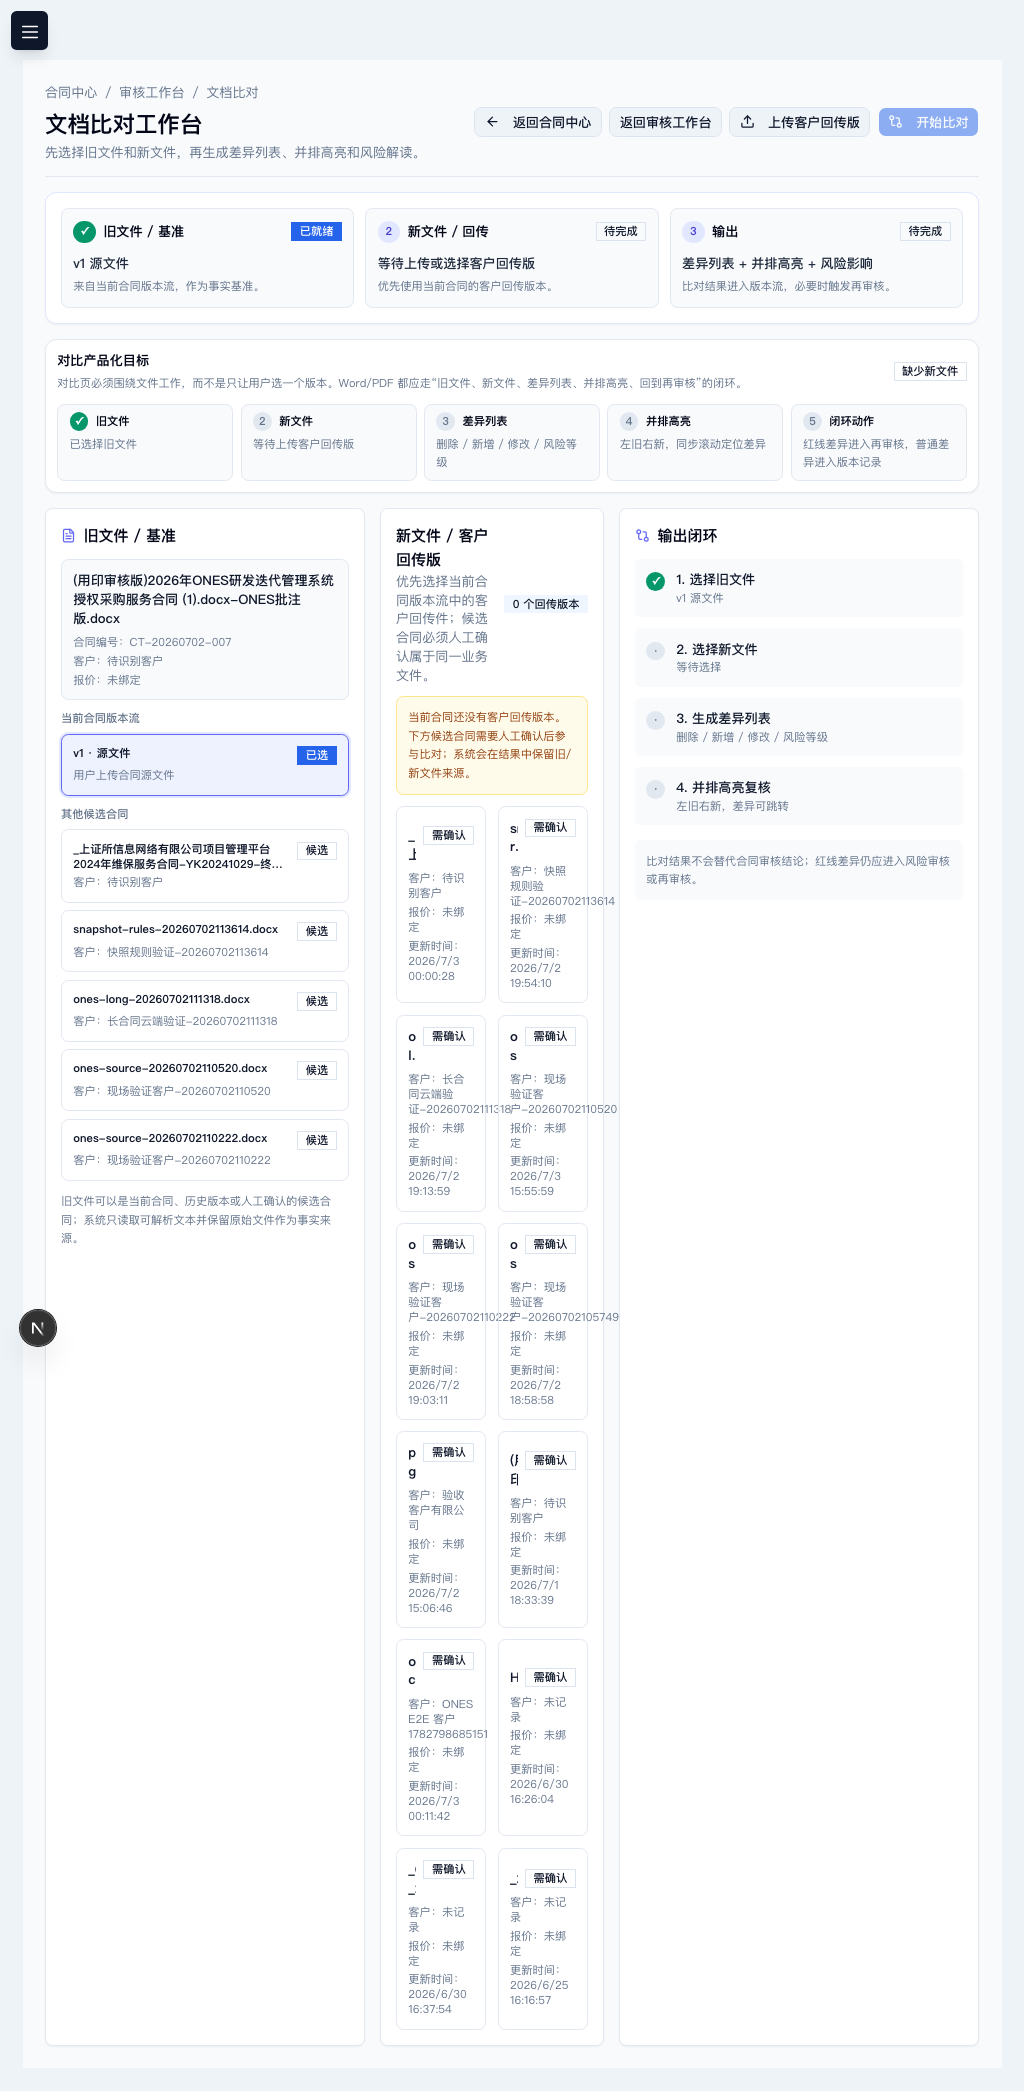 合同中心 / 审核工作台 / 文档比对
文档比对工作台
返回合同中心
返回审核工作台
上传客户回传版
开始比对
先选择旧文件和新文件，再生成差异列表、并排高亮和风险解读。
旧文件 / 基准
已就绪
v1 源文件
来自当前合同版本流，作为事实基准。
2 新文件 / 回传
待完成
等待上传或选择客户回传版
优先使用当前合同的客户回传版本。
3 输出
待完成
差异列表 + 并排高亮 + 风险影响
比对结果进入版本流，必要时触发再审核。
对比产品化目标
对比页必须围绕文件工作，而不是只让用户选一个版本。Word/PDF 都应走“旧文件、新文件、差异列表、并排高亮、回到再审核”的闭环。
缺少新文件
旧文件
已选择旧文件
2 新文件
等待上传客户回传版
3 差异列表
删除 / 新增 / 修改 / 风险等
级
4 并排高亮
左旧右新，同步滚动定位差异
5 闭环动作
红线差异进入再审核，普通差
异进入版本记录
旧文件 / 基准
(用印审核版)2026年ONES研发迭代管理系统
授权采购服务合同 (1).docx-ONES批注
版.docx
合同编号：CT-20260702-007
客户：待识别客户
报价：未绑定
当前合同版本流
v1 · 源文件
已选
用户上传合同源文件
其他候选合同
_上证所信息网络有限公司项目管理平台
2024年维保服务合同-YK20241029-终...
候选
客户：待识别客户
snapshot-rules-20260702113614.docx
候选
客户：快照规则验证-20260702113614
ones-long-20260702111318.docx
候选
客户：长合同云端验证-20260702111318
ones-source-20260702110520.docx
候选
客户：现场验证客户-20260702110520
ones-source-20260702110222.docx
候选
客户：现场验证客户-20260702110222
旧文件可以是当前合同、历史版本或人工确认的候选合
同；系统只读取可解析文本并保留原始文件作为事实来
源。
新文件 / 客户
回传版
优先选择当前合
同版本流中的客
户回传件；候选
合同必须人工确
认属于同一业务
文件。
0 个回传版本
当前合同还没有客户回传版本。
下方候选合同需要人工确认后参
与比对；系统会在结果中保留旧/
新文件来源。
_
上
需确认
客户：待识
别客户
报价：未绑
定
更新时间：
2026/7/3
00:00:28
r.
需确认
客户：快照
规则验
证-20260702113614
报价：未绑
定
更新时间：
2026/7/2
19:54:10
o
l.
需确认
客户：长合
同云端验
证-20260702111318
报价：未绑
定
更新时间：
2026/7/2
19:13:59
o
s
需确认
客户：现场
验证客
户-20260702110520
报价：未绑
定
更新时间：
2026/7/3
15:55:59
o
s
需确认
客户：现场
验证客
户-20260702110222
报价：未绑
定
更新时间：
2026/7/2
19:03:11
o
s
需确认
客户：现场
验证客
户-20260702105749
报价：未绑
定
更新时间：
2026/7/2
18:58:58
p
g
需确认
客户：验收
客户有限公
司
报价：未绑
定
更新时间：
2026/7/2
15:06:46
印
需确认
客户：待识
别客户
报价：未绑
定
更新时间：
2026/7/1
18:33:39
o
c
需确认
客户：ONES
E2E 客户
1782798685151
报价：未绑
定
更新时间：
2026/7/3
00:11:42
H
需确认
客户：未记
录
报价：未绑
定
更新时间：
2026/6/30
16:26:04
需确认
客户：未记
录
报价：未绑
定
更新时间：
2026/6/30
16:37:54
需确认
客户：未记
录
报价：未绑
定
更新时间：
2026/6/25
16:16:57
输出闭环
1. 选择旧文件
v1 源文件
2. 选择新文件
等待选择
3. 生成差异列表
删除 / 新增 / 修改 / 风险等级
4. 并排高亮复核
左旧右新，差异可跳转
比对结果不会替代合同审核结论；红线差异仍应进入风险审核
或再审核。
N